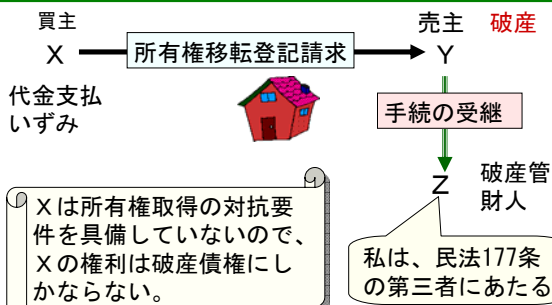 買主
X
代金支払
いずみ
所有権移転登記請求
売主 破産
Y
手続の受継
Z
破産管
財人
Xは所有権取得の対抗要
件を具備していないので、
Xの権利は破産債権にし
かならない。
私は、民法177条
の第三者にあたる